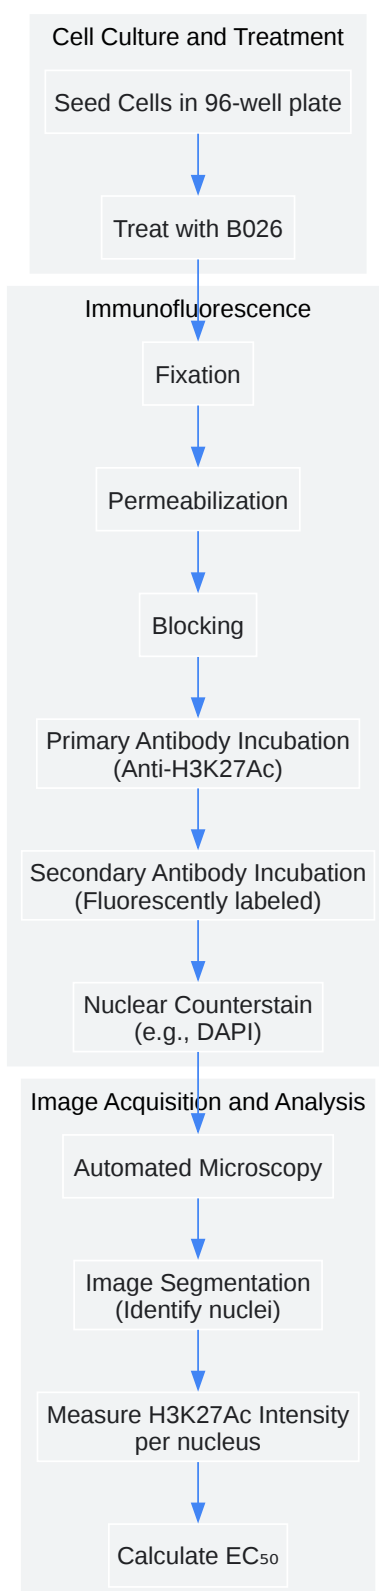 Cell Culture and Treatment
Seed Cells in 96-well plate
Treat with B026
Immunofluorescence
Fixation
Permeabilization
Blocking
Primary Antibody Incubation
(Anti-H3K27Ac)
Secondary Antibody Incubation
(Fluorescently labeled)
Nuclear Counterstain
(e.g., DAPI)
Image Acquisition and Analysis
Automated Microscopy
Image Segmentation
(Identify nuclei)
Measure H3K27Ac Intensity
per nucleus
Calculate EC₅₀